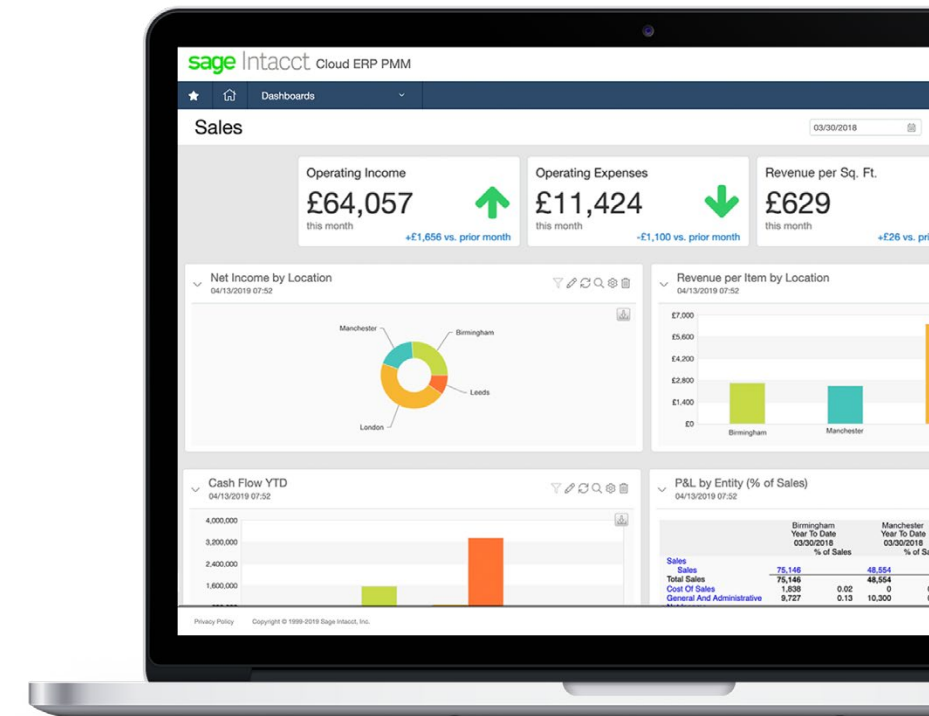 sage Intacct Cloud ERP PMM
Dashboards
Sales
03/30/2018
Operating Income
£64,057
this month
+£1,656 vs. prior month
Operating Expenses
£11,424
this month
-£1,100 vs. prior month
Revenue per Sq. Ft.
£629
this month
+£26 vs. pri
Net Income by Location
04/13/2019 07:52
Manchester
Birmingham
Leeds
London
Revenue per Item by Location
04/13/2019 07:52
£7,000
£5,600
£4,200
£2,800
£1,400
£0
Birmingham
Manchester
Cash Flow YTD
04/13/2019 07:52
4,000,000
3,200,000
2,400,000
1,600,000
P&L by Entity (% of Sales)
04/13/2019 07:52
Birmingham Manchester
Year To Date Year To Date
03/30/2018 03/30/2018
% of Sales % of Sa
Sales
Sales 75,146 48,554
Total Sales 75,146 48,554
Cost Of Sales 1,838 0.02 0
General And Administrative 9,727 0.13 10,300
Privacy Policy Copyright © 1999-2019 Sage Intacct, Inc.